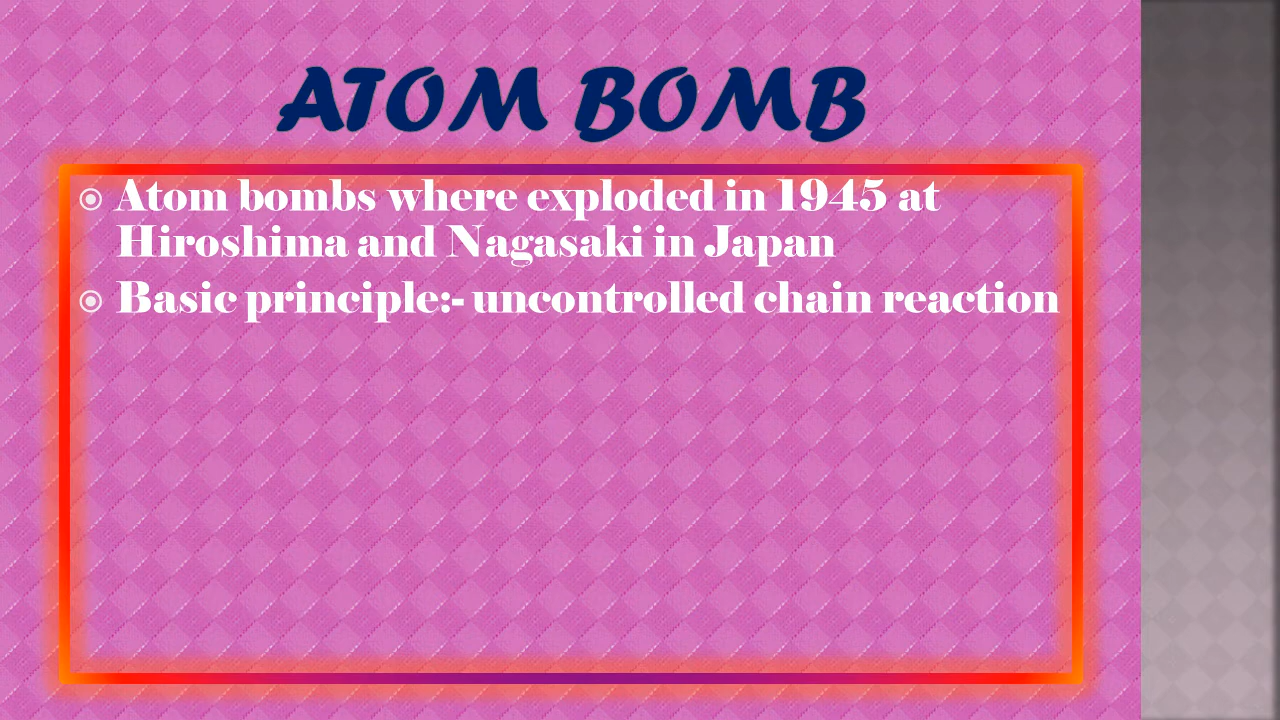 ATOM BOMB
Atom bombs where exploded in 1945 at
Hiroshima and Nagasaki in Japan
Basic principle:- uncontrolled chain reaction